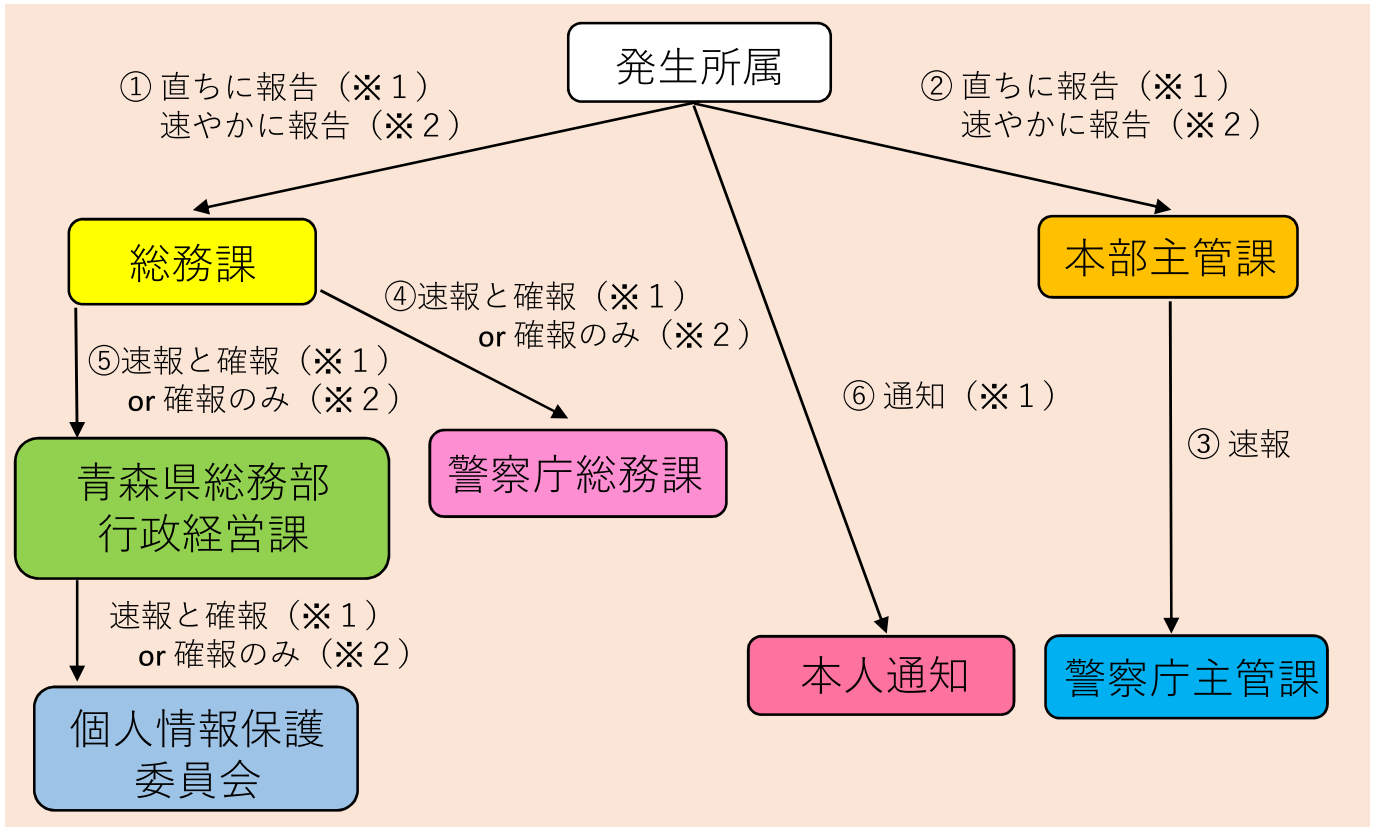 発生所属
① 直ちに報告（※１）
速やかに報告（※２）
② 直ちに報告（※１）
速やかに報告（※２）
総務課
本部主管課
④速報と確報（※１）
or 確報のみ（※２）
⑤速報と確報（※１）
or 確報のみ（※２）
⑥ 通知（※１）
③ 速報
青森県総務部
行政経営課
警察庁総務課
速報と確報（※１）
or 確報のみ（※２）
本人通知
警察庁主管課
個人情報保護
委員会